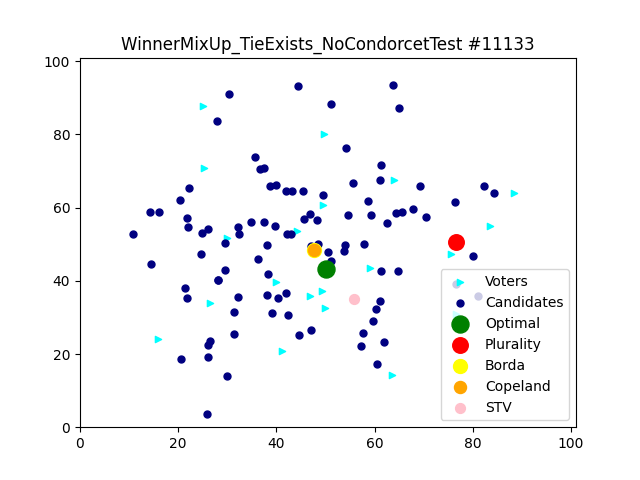 WinnerMixUp_TieExists_NoCondorcetTest #11133
100
80
60
40
20
0
0 20 40 60 80 100
Voters
Candidates
Optimal
Plurality
Borda
Copeland
STV